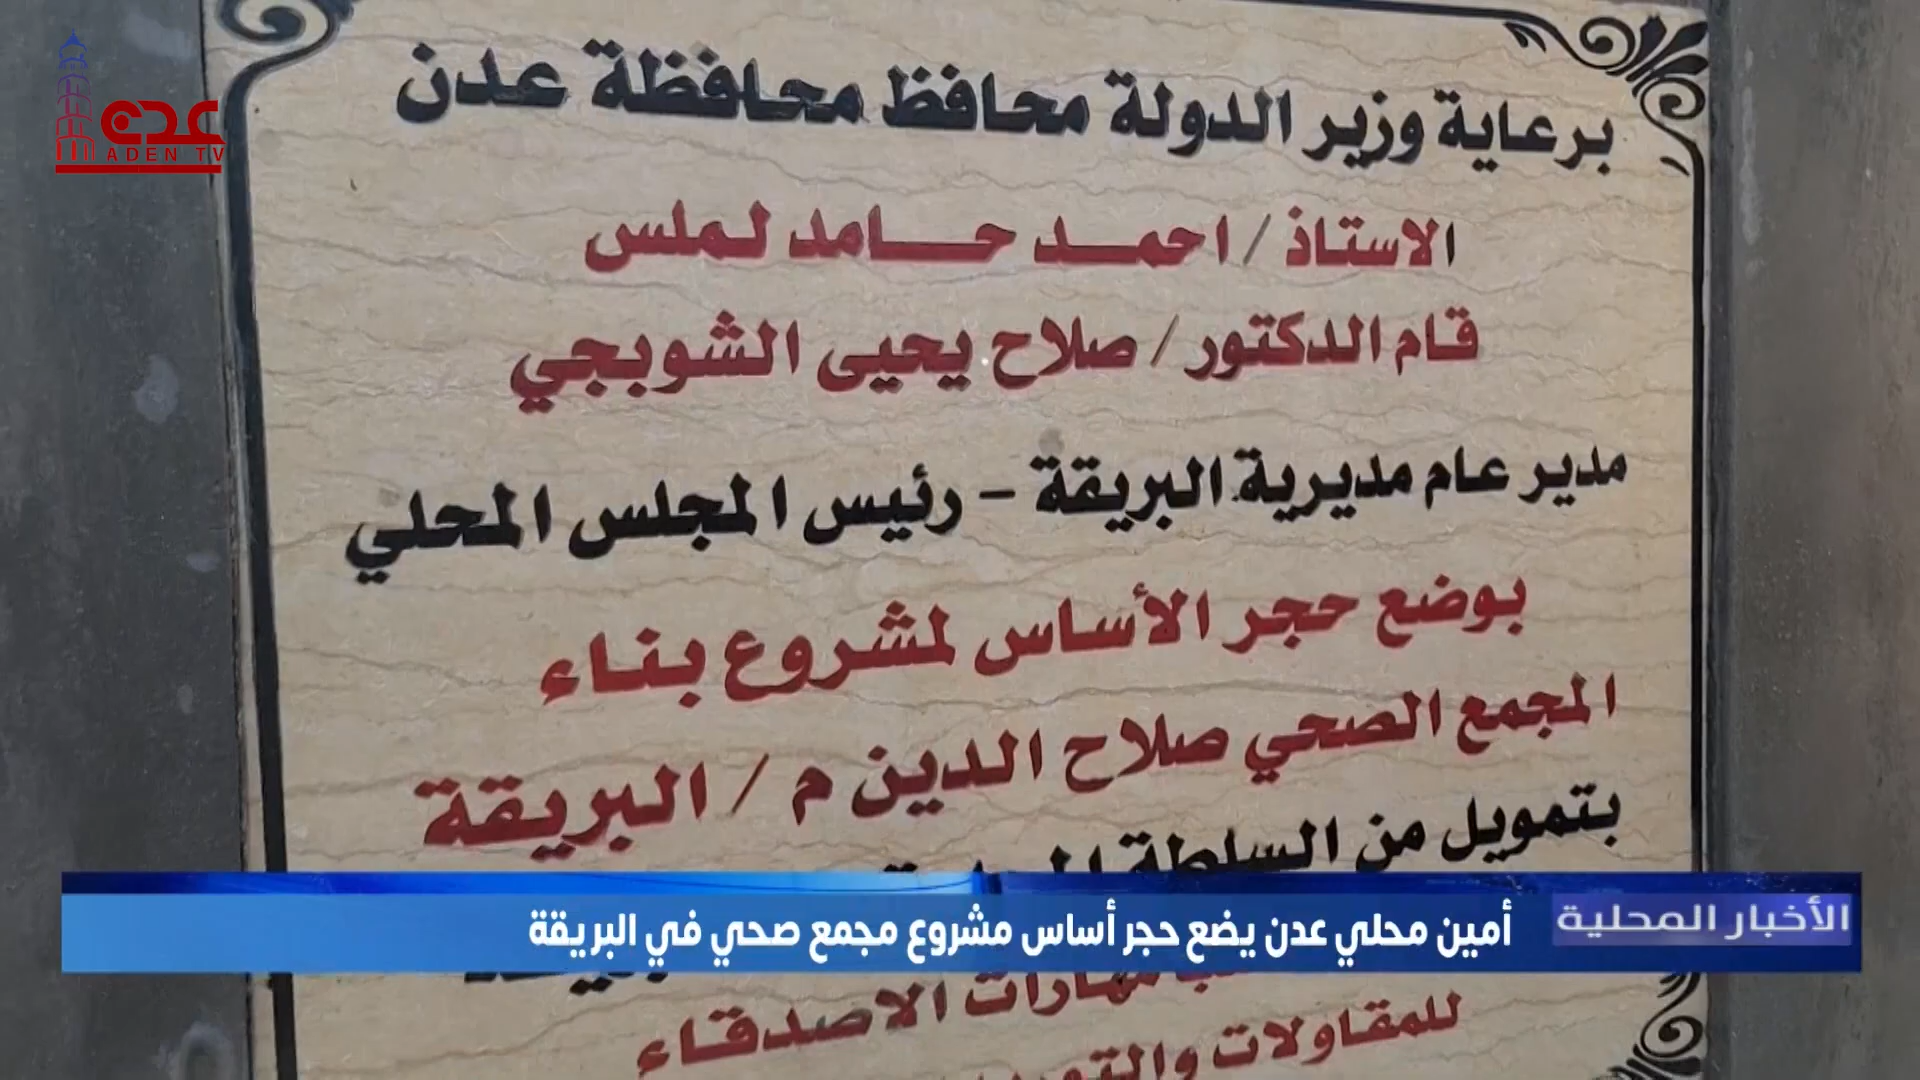 عدن
ADEN TV
برعاية وزير الدولة محافظ محافظة عدن
الاستاذ / احمد حامد لملس
قام الدكتور / صلاح يحيى الشوبجي
مدير عام مديرية البريقة – رئيس المجلس المحلي
بوضع حجر الأساس لمشروع بناء
المجمع الصحي صلاح الدين م / البريقة
بتمويل من السلطة
الأخبار المحلية
أمين محلي عدن يضع حجر أساس مشروع مجمع صحي في البريقة
مهارات الاصدقاء
للمقاولات